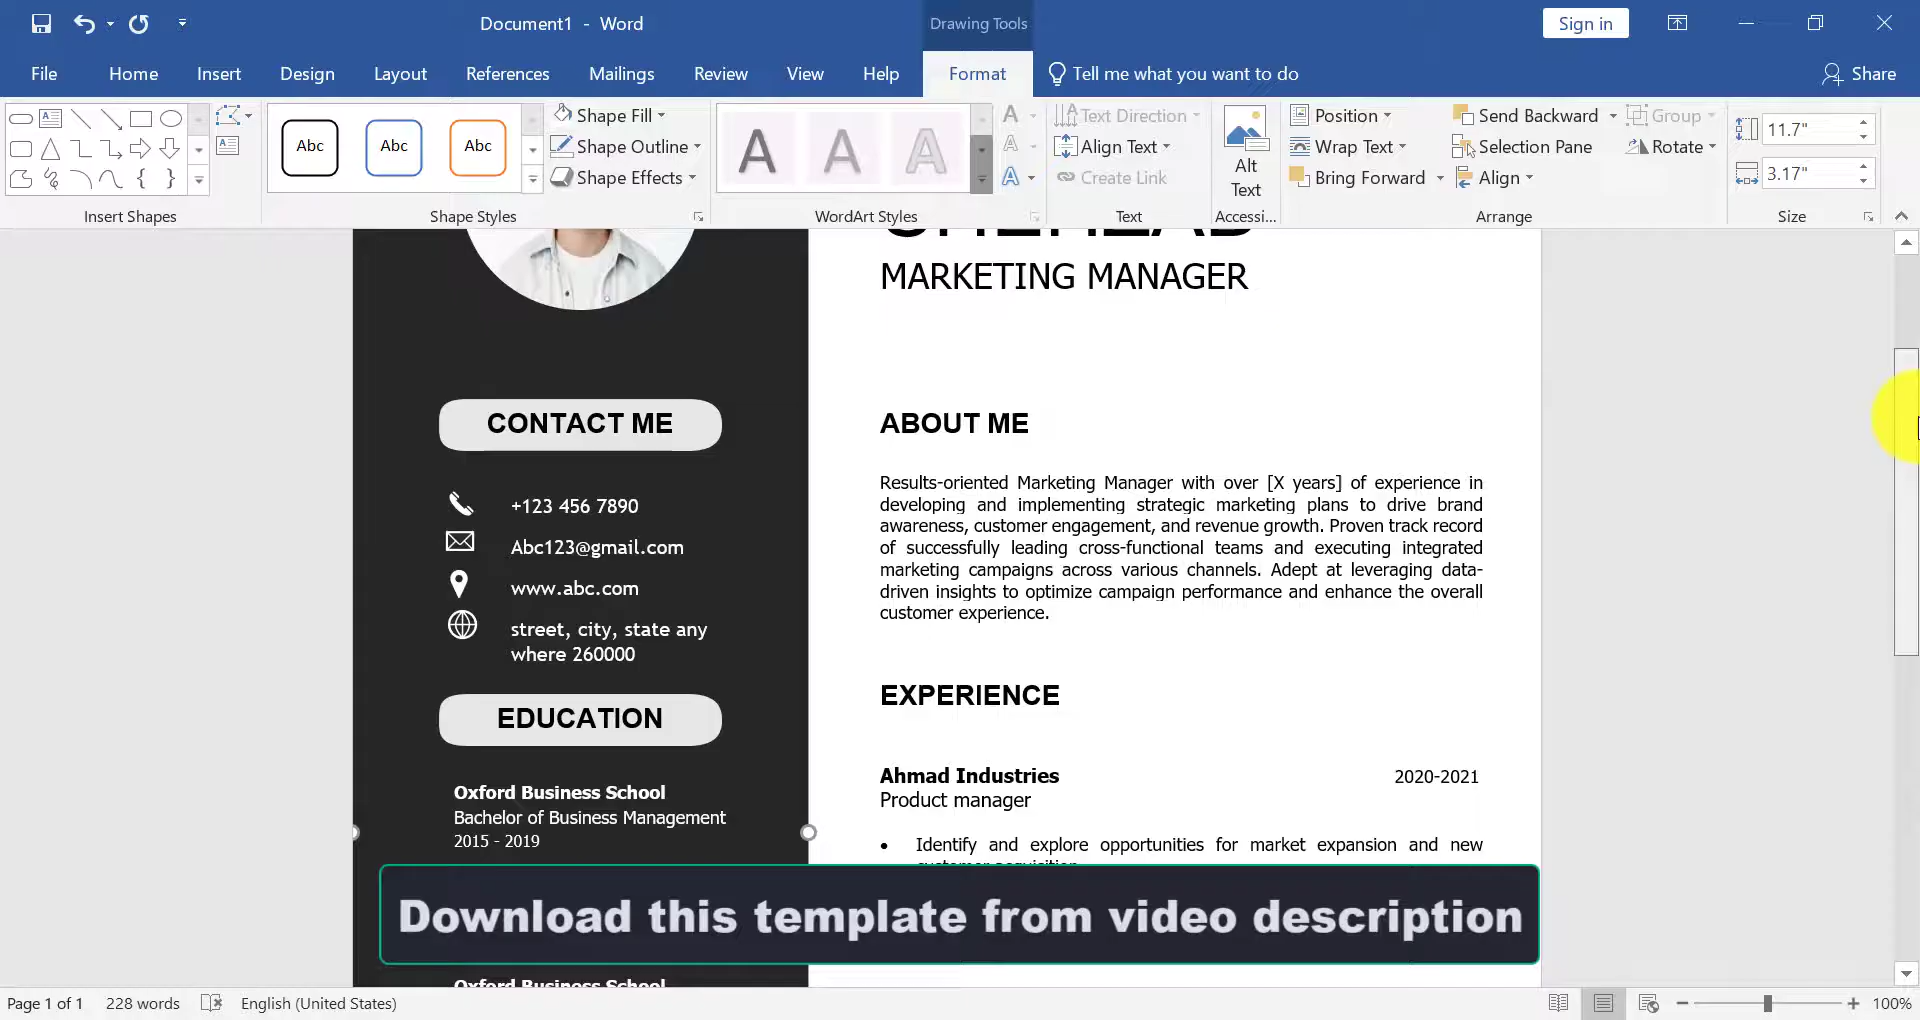 Document1 - Word
Drawing Tools
Sign in
File Home Insert Design Layout References Mailings Review View Help Format Tell me what you want to do Share
Abc Abc Abc
Shape Fill
Shape Outline
Shape Effects
A A A
A
A
A
Text Direction
Align Text
Create Link
Alt
Text
Position
Wrap Text
Bring Forward
Send Backward
Selection Pane
Align
Group
Rotate
11.7"
3.17"
Insert Shapes Shape Styles WordArt Styles Text Accessi... Arrange Size
MARKETING MANAGER
CONTACT ME
+123 456 7890
Abc123@gmail.com
www.abc.com
street, city, state any
where 260000
EDUCATION
Oxford Business School
Bachelor of Business Management
2015 - 2019
Oxford Business School
ABOUT ME
Results-oriented Marketing Manager with over [X years] of experience in
developing and implementing strategic marketing plans to drive brand
awareness, customer engagement, and revenue growth. Proven track record
of successfully leading cross-functional teams and executing integrated
marketing campaigns across various channels. Adept at leveraging data-
driven insights to optimize campaign performance and enhance the overall
customer experience.
EXPERIENCE
Ahmad Industries 2020-2021
Product manager
• Identify and explore opportunities for market expansion and new
customer acquisition
Download this template from video description
Page 1 of 1 228 words English (United States) 100%